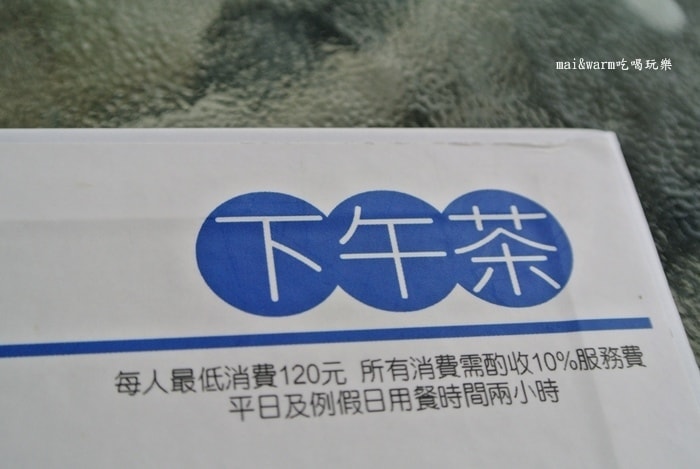 mai&warm吃喝玩樂
下午茶
每人最低消費120元 所有消費需酌收10%服務費
平日及例假日用餐時間兩小時